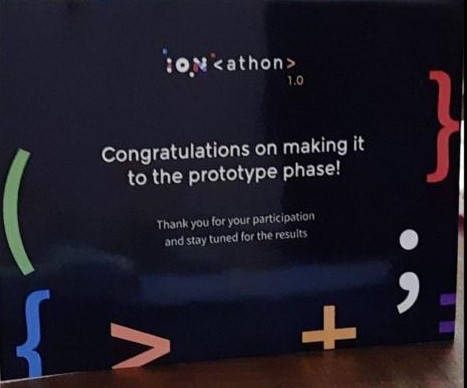 ioN<athon>
1.0
Congratulations on making it
to the prototype phase!
Thank you for your participation
and stay tuned for the results
}
(
;
{
>
+
=